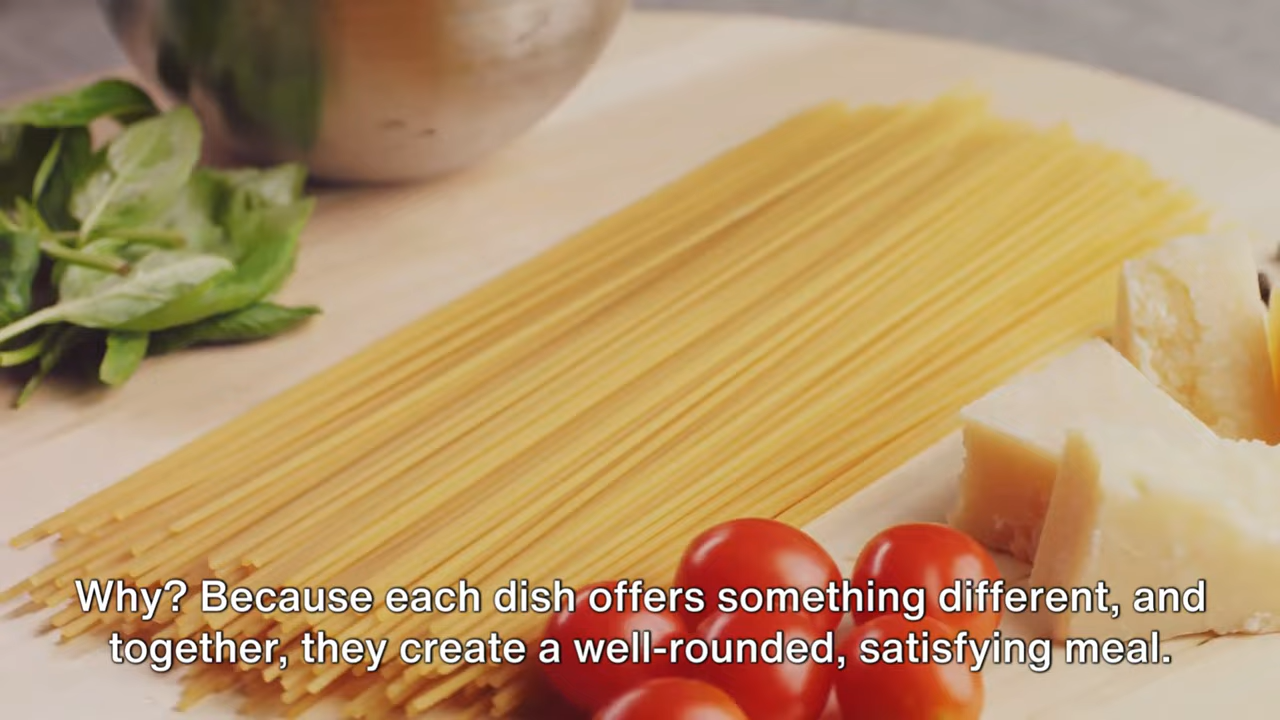 Why? Because each dish offers something different, and
together, they create a well-rounded, satisfying meal.